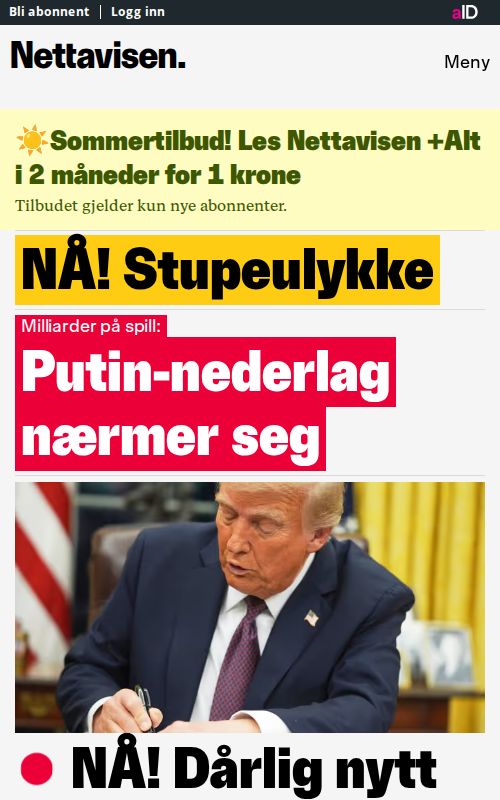 Bli abonnent | Logg inn
aID
Nettavisen.
Meny
☀️Sommertilbud! Les Nettavisen +Alt
i 2 måneder for 1 krone
Tilbudet gjelder kun nye abonnenter.
NÅ! Stupeulykke
Milliarder på spill:
Putin-nederlag
nærmer seg
NÅ! Dårlig nytt